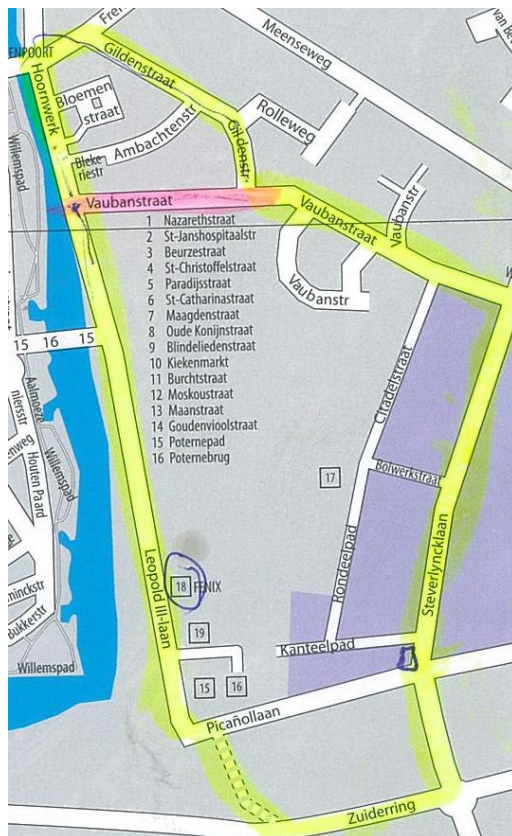 ENPOORT
Fre
Meenseweg
van Be
Gildenstraat
Hoornwerk
Bloemen
straat
Ambachtenstr
Gildenstr
Rolleweg
Willemspad
Bleke
riestr
Vaubanstraat
Vaubanstraat
Vaubanstr
Vaubanstr
1 Nazarethstraat
2 St-Janshospitaalstr
3 Beurzestraat
4 St-Christoffelstraat
5 Paradijsstraat
6 St-Catharinastraat
7 Maagdenstraat
8 Oude Konijnstraat
9 Blindeliedenstraat
10 Kiekenmarkt
11 Burchtstraat
12 Moskoustraat
13 Maanstraat
14 Goudenvioolstraat
15 Poternepad
16 Poternebrug
15 16 15
Aalmoeze
niersstr
enweg
Houten Paard
Willemspad
Citadelstraat
Bolwerkstraat
17
Rondeelpad
Steverlyncklaan
Leopold III-laan
18 FENIX
minckstr
Bukkerstr
19
Kanteelpad
Willemspad
15 16
Picañollaan
Zuiderring